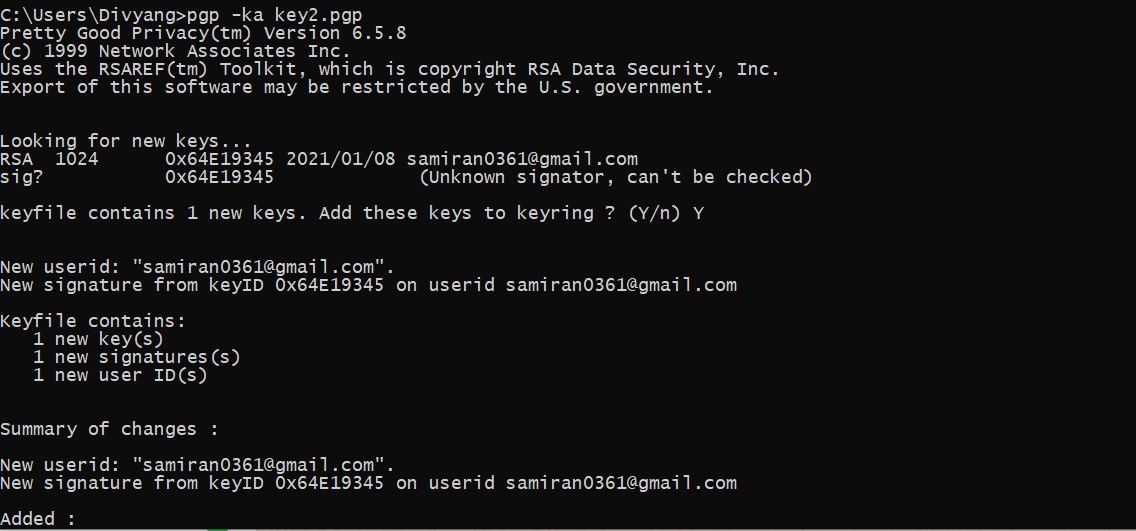 C:\Users\Divyang>pgp -ka key2.pgp
Pretty Good Privacy(tm) Version 6.5.8
(c) 1999 Network Associates Inc.
Uses the RSAREF(tm) Toolkit, which is copyright RSA Data Security, Inc.
Export of this software may be restricted by the U.S. government.
Looking for new keys...
RSA  1024      0x64E19345 2021/01/08 samiran0361@gmail.com
sig?           0x64E19345             (Unknown signator, can't be checked)
keyfile contains 1 new keys. Add these keys to keyring ? (Y/n) Y
New userid: "samiran0361@gmail.com".
New signature from keyID 0x64E19345 on userid samiran0361@gmail.com
Keyfile contains:
   1 new key(s)
   1 new signatures(s)
   1 new user ID(s)
Summary of changes :
New userid: "samiran0361@gmail.com".
New signature from keyID 0x64E19345 on userid samiran0361@gmail.com
Added :